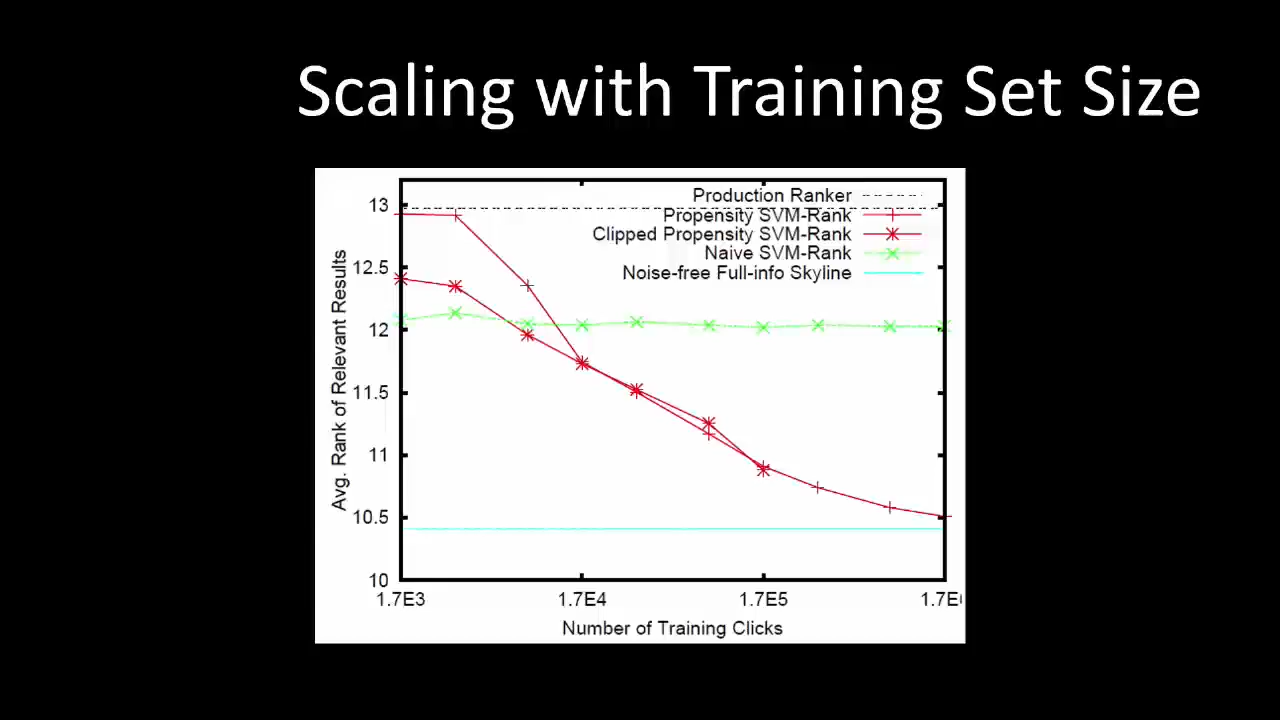 Scaling with Training Set Size
Production Ranker
Propensity SVM-Rank
Clipped Propensity SVM-Rank
Naive SVM-Rank
Noise-free Full-info Skyline
13
12.5
12
11.5
11
10.5
10
Avg. Rank of Relevant Results
1.7E3 1.7E4 1.7E5
Number of Training Clicks